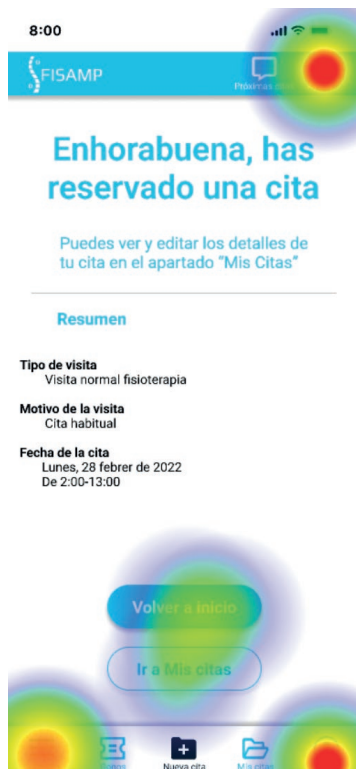 8:00
FISAMP
Próximas
Enhorabuena, has
reservado una cita
Puedes ver y editar los detalles de
tu cita en el apartado "Mis Citas"
Resumen
Tipo de visita
Visita normal fisioterapia
Motivo de la visita
Cita habitual
Fecha de la cita
Lunes, 28 febrer de 2022
De 2:00-13:00
Volver a inicio
Ir a Mis citas
Nueva cita
Mis citas